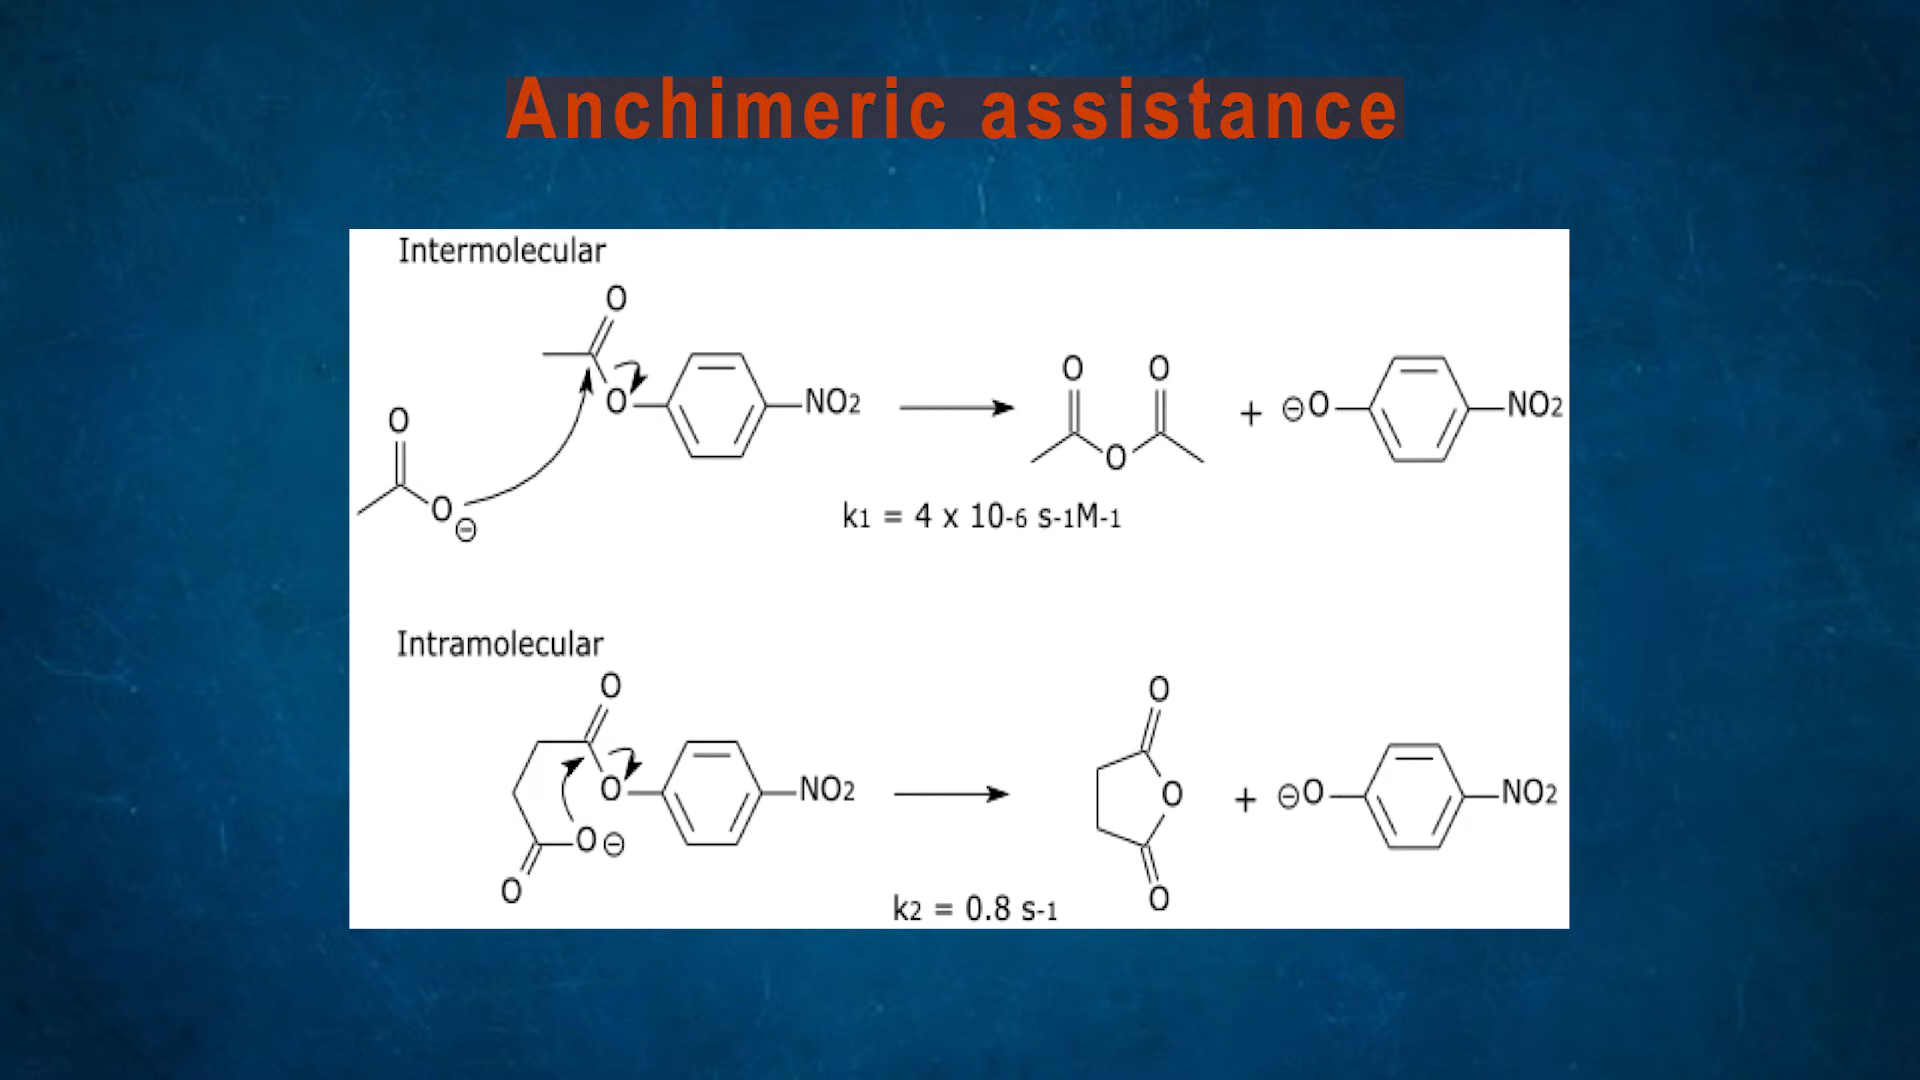 Anchimeric assistance
Intermolecular
O
O NO2
O
O
⊖
O O
O
+ ⊖O NO2
k1 = 4 x 10-6 s-1M-1
Intramolecular
O
O NO2
O ⊖
O
O
O
O
+ ⊖O NO2
k2 = 0.8 s-1